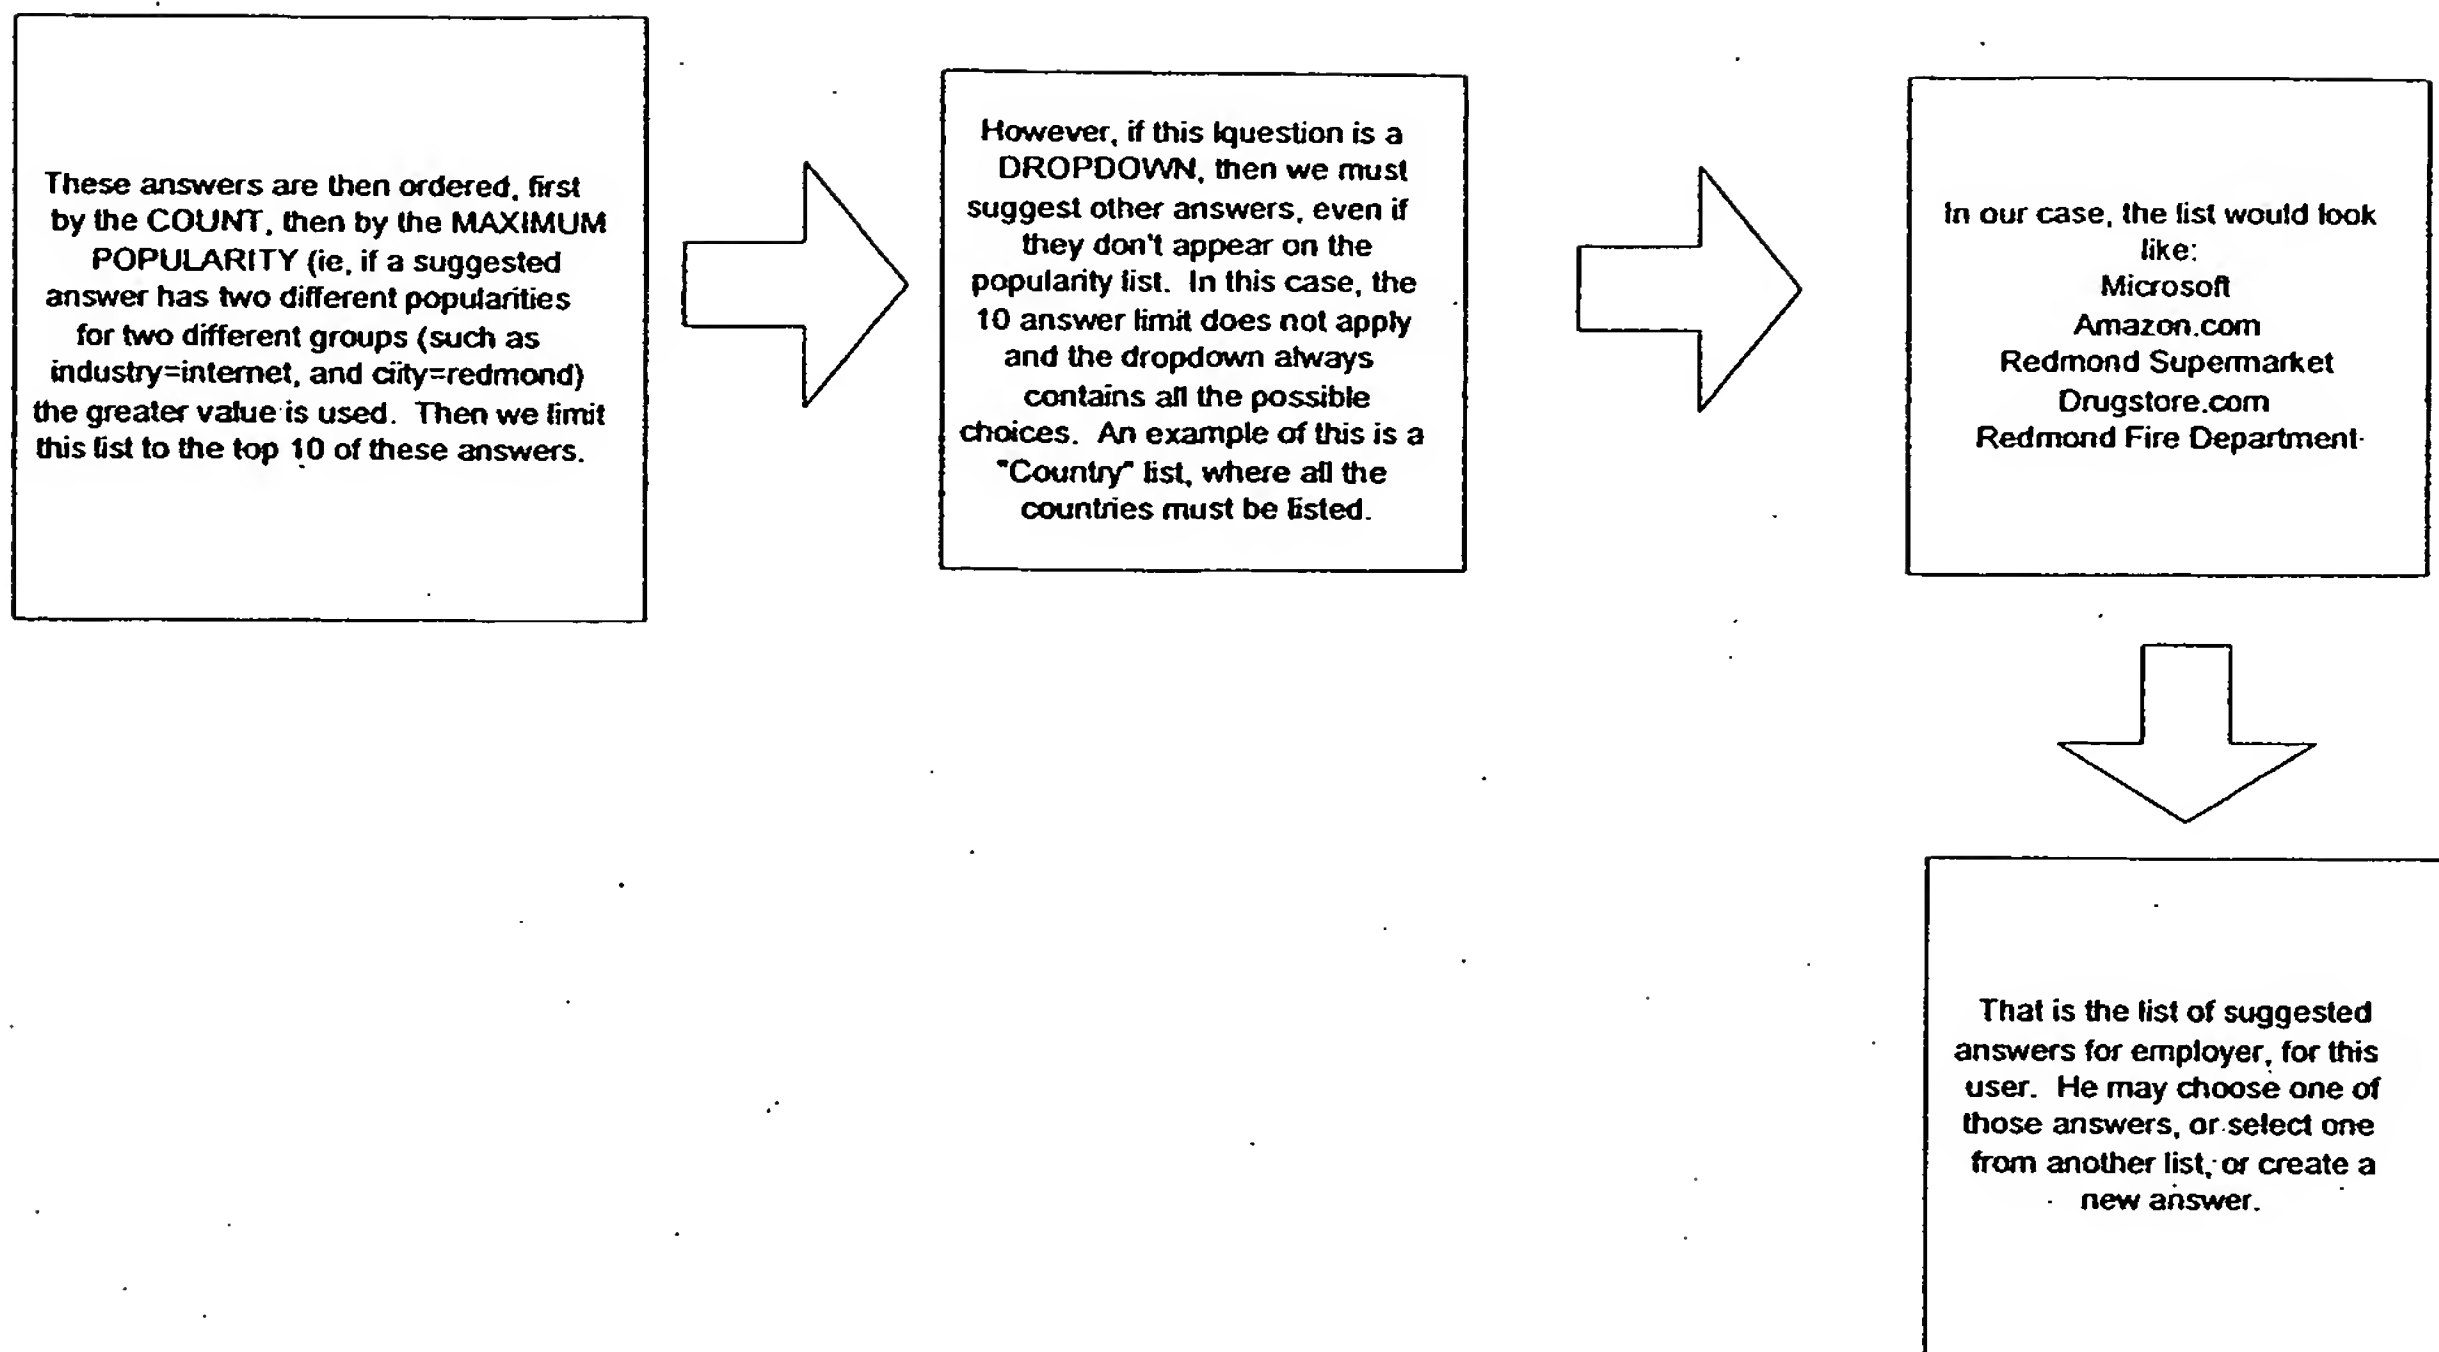 These answers are then ordered, first
by the COUNT, then by the MAXIMUM
POPULARITY (ie, if a suggested
answer has two different popularities
for two different groups (such as
industry=internet, and ciity=redmond)
the greater value is used.  Then we limit
this list to the top 10 of these answers.
However, if this lquestion is a
DROPDOWN, then we must
suggest other answers, even if
they don't appear on the
popularity list.  In this case, the
10 answer limit does not apply
and the dropdown always
contains all the possible
choices.  An example of this is a
"Country" list, where all the
countries must be listed.
In our case, the list would look
like:
Microsoft
Amazon.com
Redmond Supermarket
Drugstore.com
Redmond Fire Department
That is the list of suggested
answers for employer, for this
user.  He may choose one of
those answers, or select one
from another list, or create a
new answer.